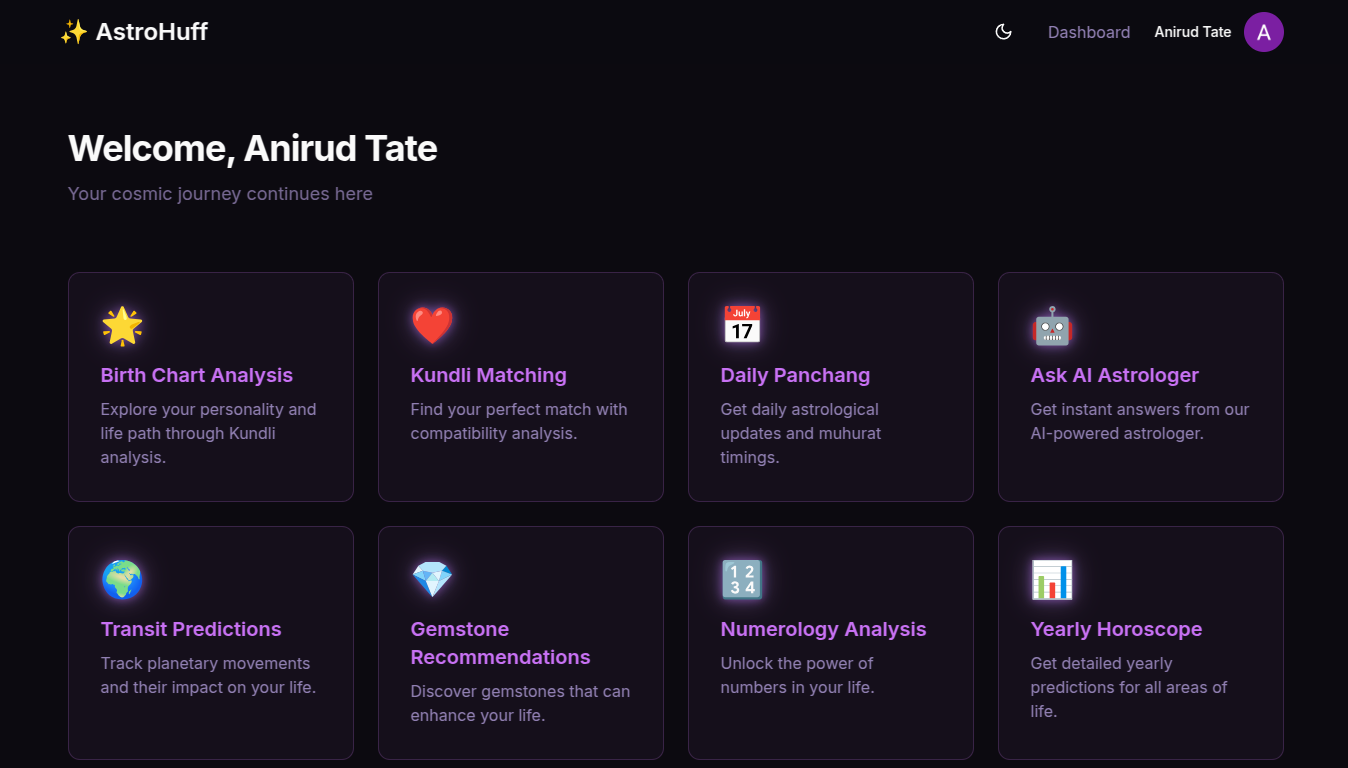 ✨ AstroHuff
Dashboard
Anirud Tate
A
Welcome, Anirud Tate
Your cosmic journey continues here
July
17
Birth Chart Analysis
Explore your personality and
life path through Kundli
analysis.
Kundli Matching
Find your perfect match with
compatibility analysis.
Daily Panchang
Get daily astrological
updates and muhurat
timings.
Ask AI Astrologer
Get instant answers from our
AI-powered astrologer.
Transit Predictions
Track planetary movements
and their impact on your life.
Gemstone
Recommendations
Discover gemstones that can
enhance your life.
1 2
3 4
Numerology Analysis
Unlock the power of
numbers in your life.
Yearly Horoscope
Get detailed yearly
predictions for all areas of
life.